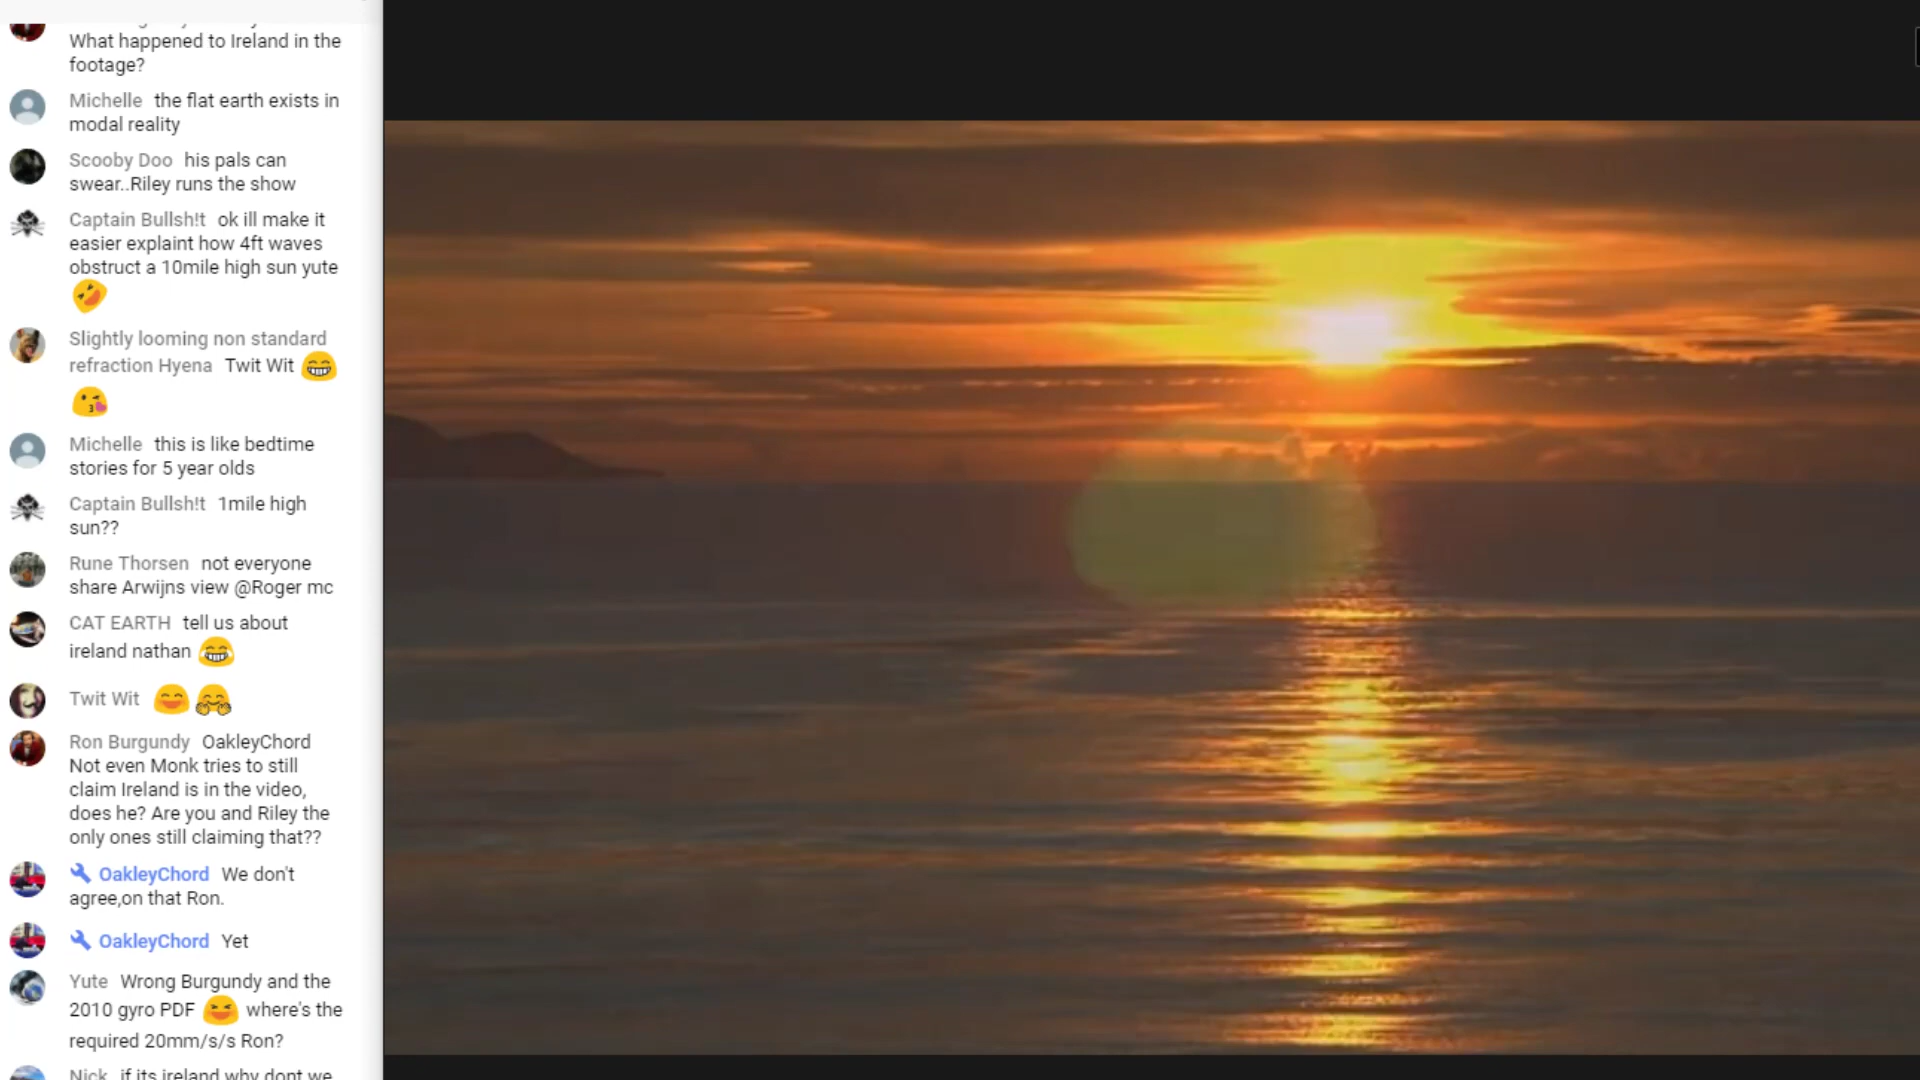 What happened to Ireland in the
footage?
Michelle the flat earth exists in
modal reality
Scooby Doo his pals can
swear..Riley runs the show
Captain Bullsh!t ok ill make it
easier explaint how 4ft waves
obstruct a 10mile high sun yute
Slightly looming non standard
refraction Hyena Twit Wit
Michelle this is like bedtime
stories for 5 year olds
Captain Bullsh!t 1mile high
sun??
Rune Thorsen not everyone
share Arwijns view @Roger mc
CAT EARTH tell us about
ireland nathan
Twit Wit
Ron Burgundy OakleyChord
Not even Monk tries to still
claim Ireland is in the video,
does he? Are you and Riley the
only ones still claiming that??
OakleyChord We don't
agree,on that Ron.
OakleyChord Yet
Yute Wrong Burgundy and the
2010 gyro PDF where's the
required 20mm/s/s Ron?
Nick if its ireland why dont we